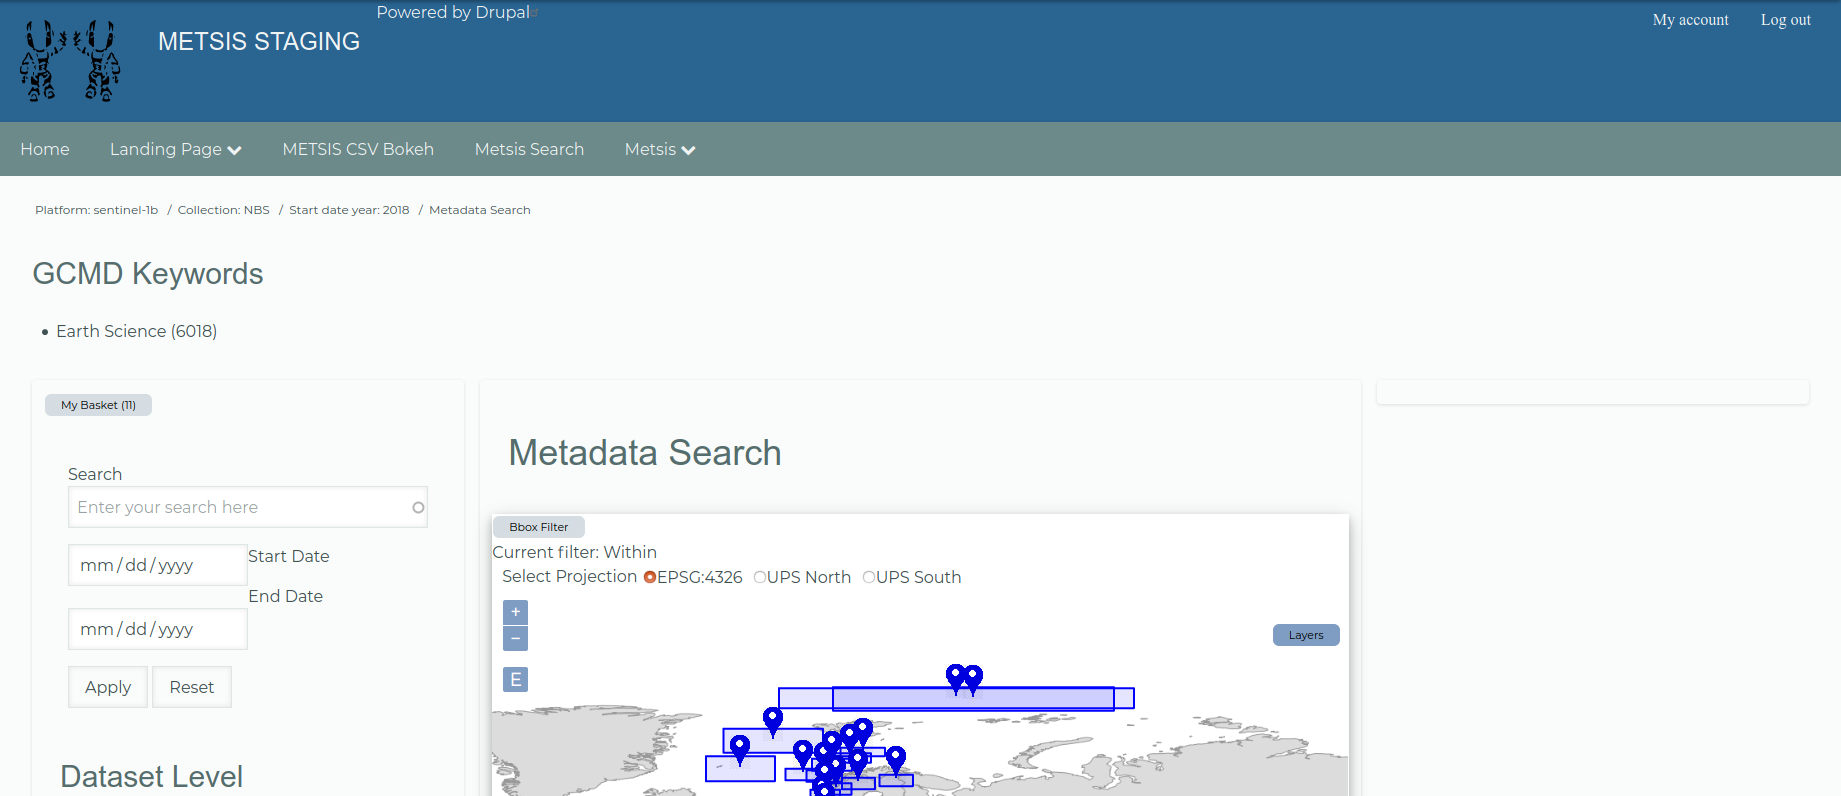 Powered by Drupal
METSIS STAGING
My account Log out
Home Landing Page METSIS CSV Bokeh Metsis Search Metsis
Platform: sentinel-1b / Collection: NBS / Start date year: 2018 / Metadata Search
GCMD Keywords
• Earth Science (6018)
My Basket (11)
Search
Enter your search here
mm/dd/yyyy Start Date
End Date
mm/dd/yyyy
Apply Reset
Dataset Level
Metadata Search
Bbox Filter
Current filter: Within
Select Projection EPSG:4326 UPS North UPS South
+
−
Layers
E